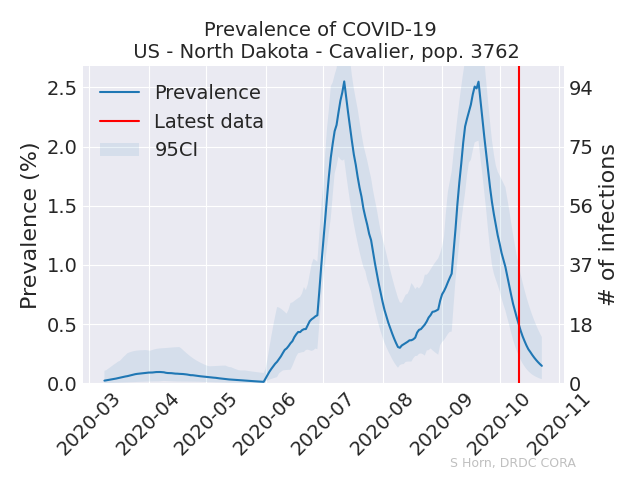 Prevalence of COVID-19
US - North Dakota - Cavalier, pop. 3762
Prevalence
Latest data
95CI
Prevalence (%)
2.5
2.0
1.5
1.0
0.5
0.0
# of infections
94
75
56
37
18
0
2020-03
2020-04
2020-05
2020-06
2020-07
2020-08
2020-09
2020-10
2020-11
S Horn, DRDC CORA